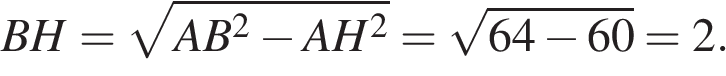 BH = √(AB² − AH²) = √(64 − 60) = 2.